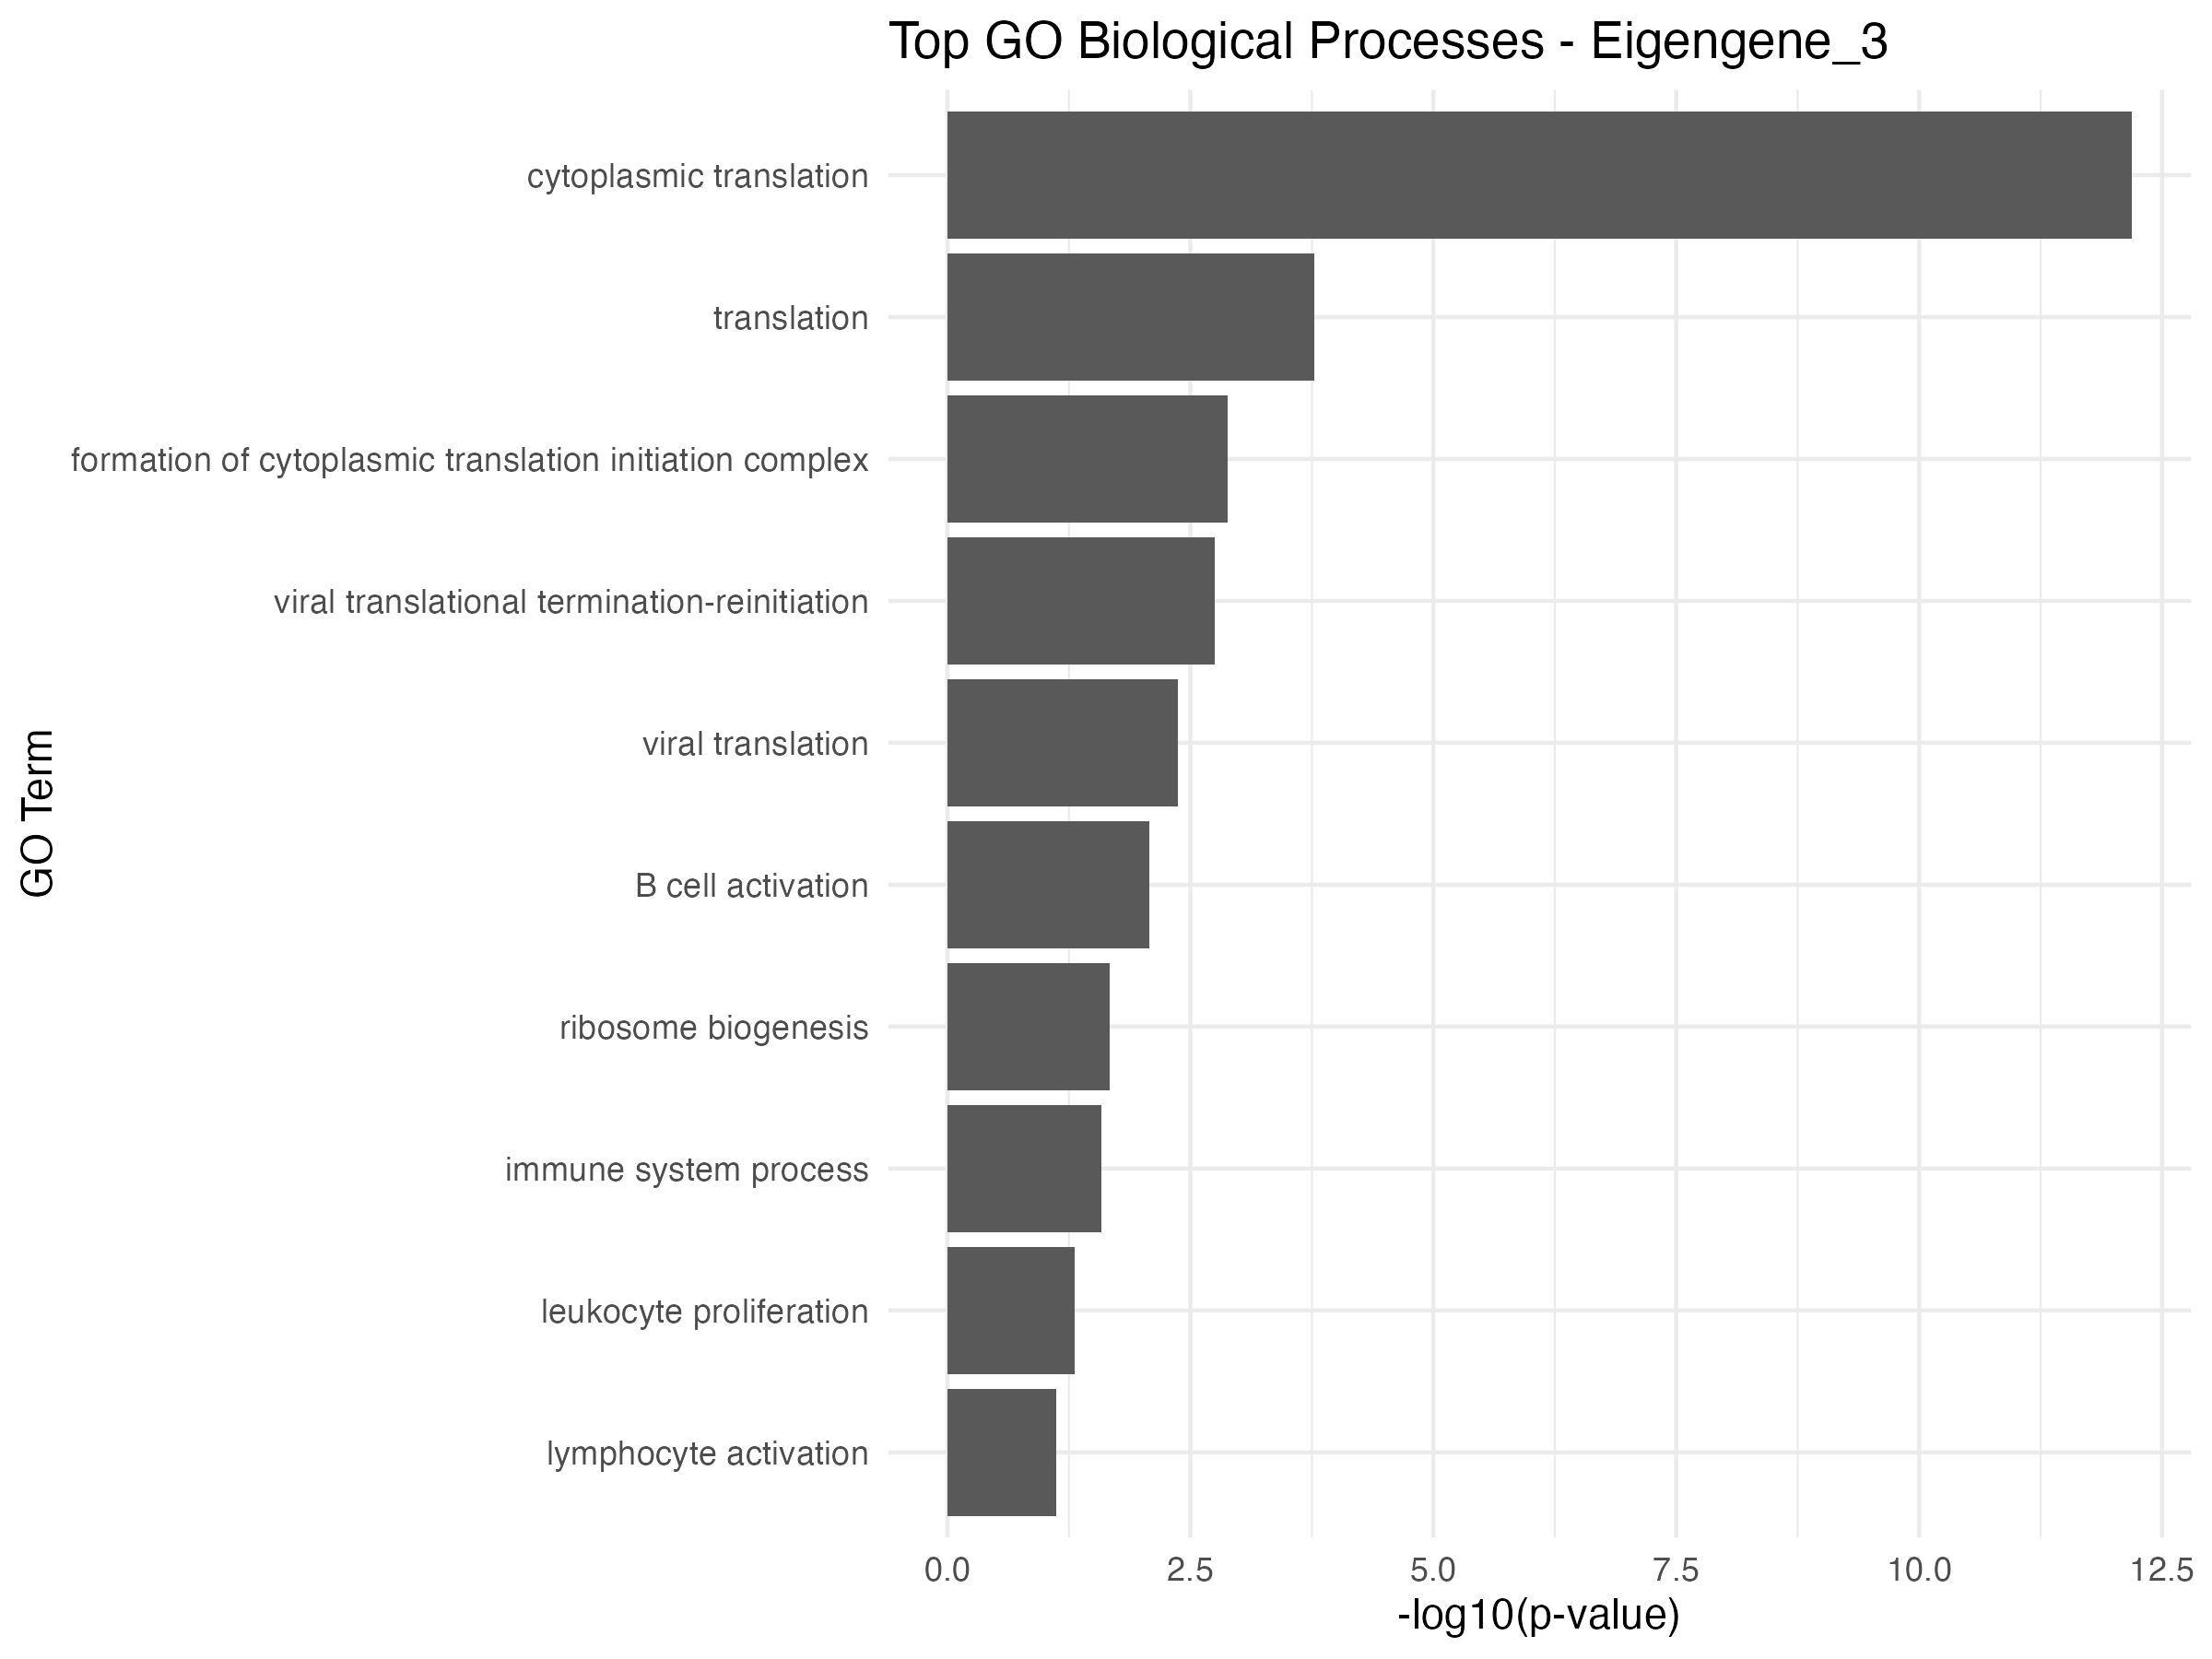 Top GO Biological Processes - Eigengene_3
GO Term
cytoplasmic translation
translation
formation of cytoplasmic translation initiation complex
viral translational termination-reinitiation
viral translation
B cell activation
ribosome biogenesis
immune system process
leukocyte proliferation
lymphocyte activation
0.0 2.5 5.0 7.5 10.0 12.5
-log10(p-value)